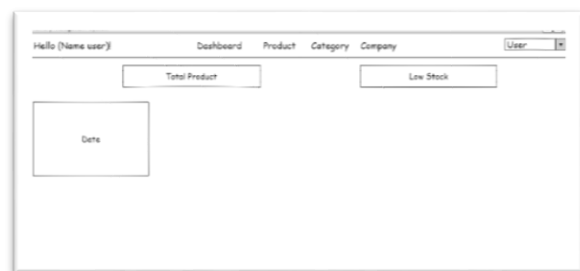 Hello (Name user)! Dashboard Product Category Company User
Total Product Low Stock
Date